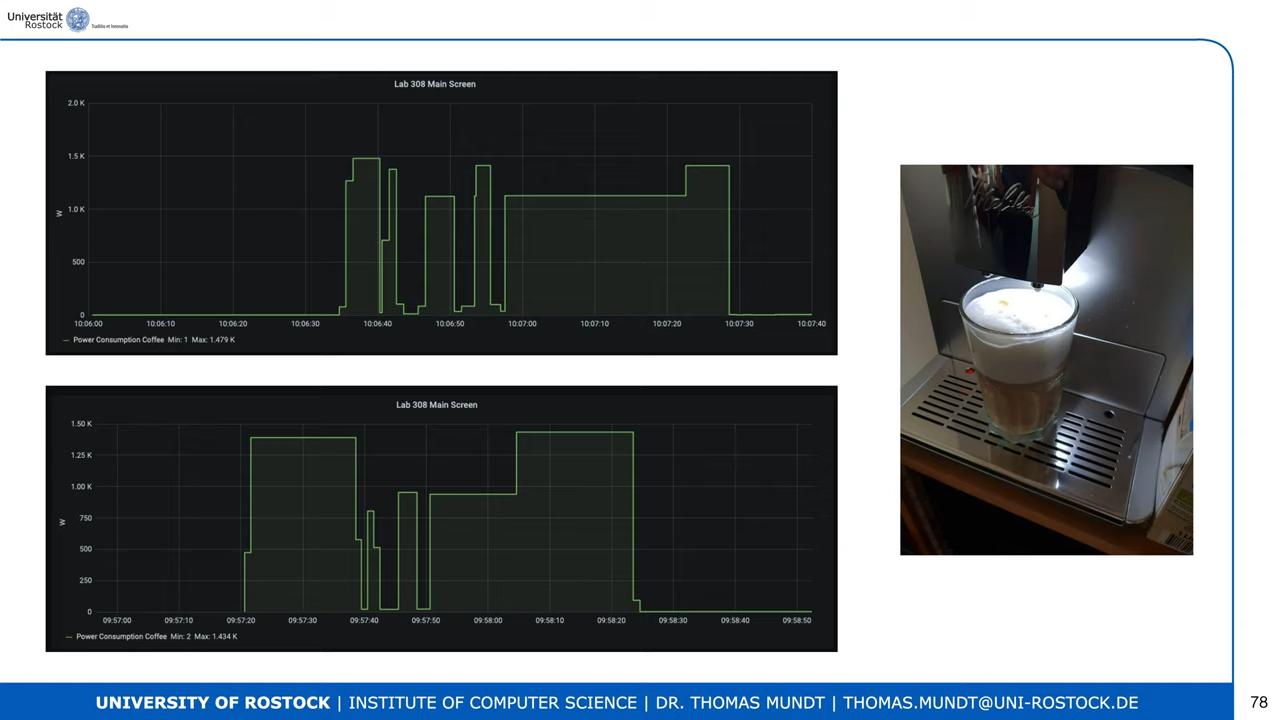 Universität
Rostock
Traditio et Innovatio
Lab 308 Main Screen
2.0 K
1.5 K
1.0 K
500
0
W
10:06:00 10:06:10 10:06:20 10:06:30 10:06:40 10:06:50 10:07:00 10:07:10 10:07:20 10:07:30 10:07:40
Power Consumption Coffee Min: 1 Max: 1.479 K
Lab 308 Main Screen
1.50 K
1.25 K
1.00 K
750
500
250
0
W
09:57:00 09:57:10 09:57:20 09:57:30 09:57:40 09:57:50 09:58:00 09:58:10 09:58:20 09:58:30 09:58:40 09:58:50
Power Consumption Coffee Min: 2 Max: 1.434 K
Melitta
UNIVERSITY OF ROSTOCK | INSTITUTE OF COMPUTER SCIENCE | DR. THOMAS MUNDT | THOMAS.MUNDT@UNI-ROSTOCK.DE
78